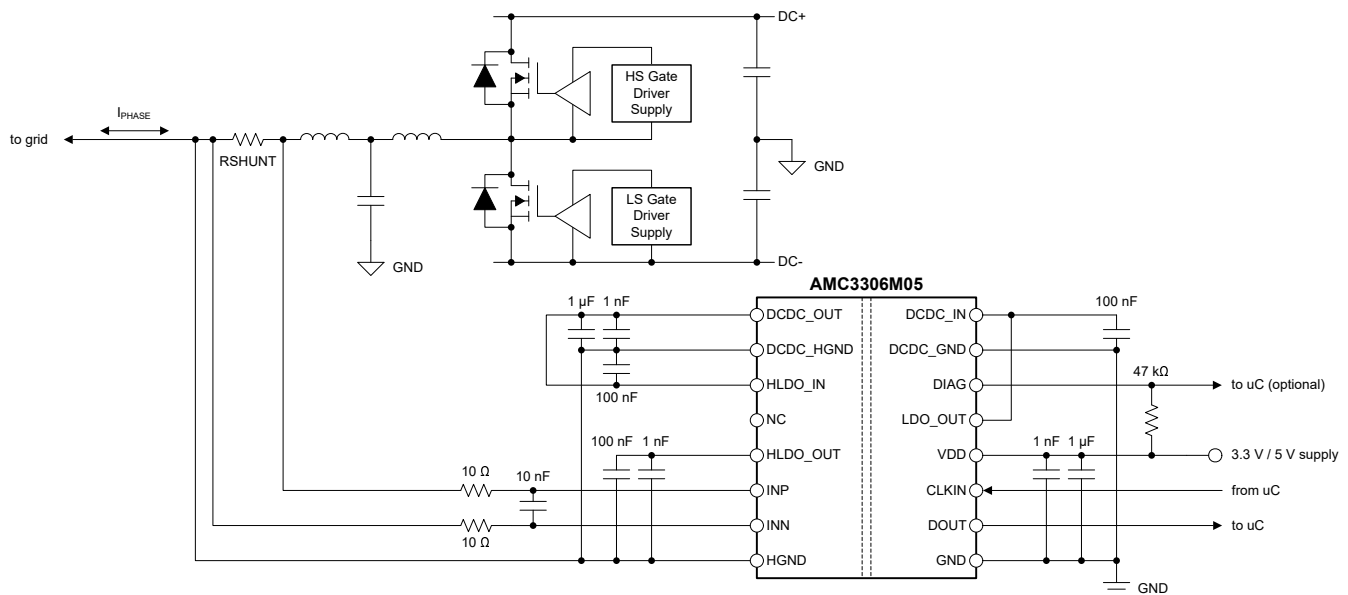 DC+
HS Gate
Driver
Supply
I PHASE
to grid
RSHUNT
GND
LS Gate
Driver
Supply
GND
DC-
AMC3306M05
1 µF 1 nF
100 nF
DCDC_OUT
DCDC_IN
DCDC_HGND
DCDC_GND
47 kΩ
HLDO_IN
DIAG
to uC (optional)
100 nF
NC
LDO_OUT
100 nF 1 nF
HLDO_OUT
VDD
1 nF 1 µF
3.3 V / 5 V supply
10 Ω
10 nF
INP
CLKIN
from uC
INN
DOUT
to uC
10 Ω
HGND
GND
GND